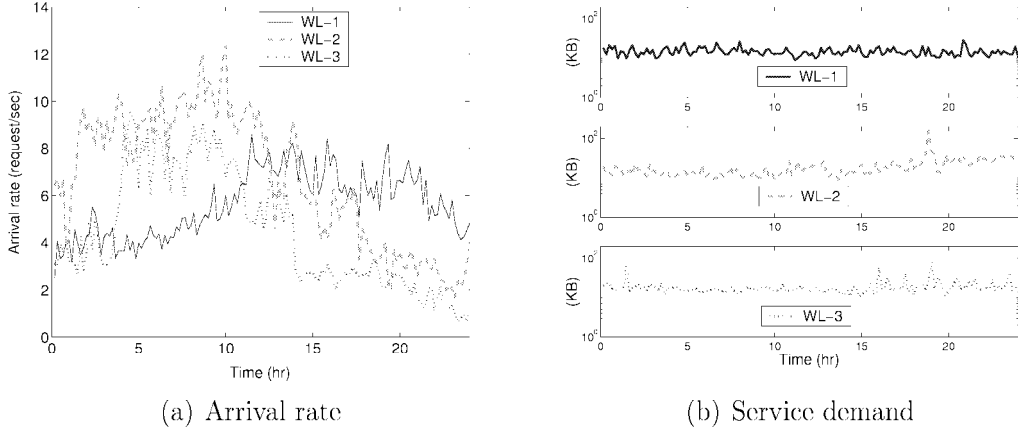 14
12
10
8
6
4
2
0
Arrival rate (request/sec)
WL-1
WL-2
WL-3
0 5 10 15 20
Time (hr)
(a) Arrival rate
10²
(KB)
10⁰
WL-1
0 5 10 15 20
10²
(KB)
10⁰
WL-2
0 5 10 15 20
10²
(KB)
10⁰
WL-3
0 5 10 15 20
Time (hr)
(b) Service demand